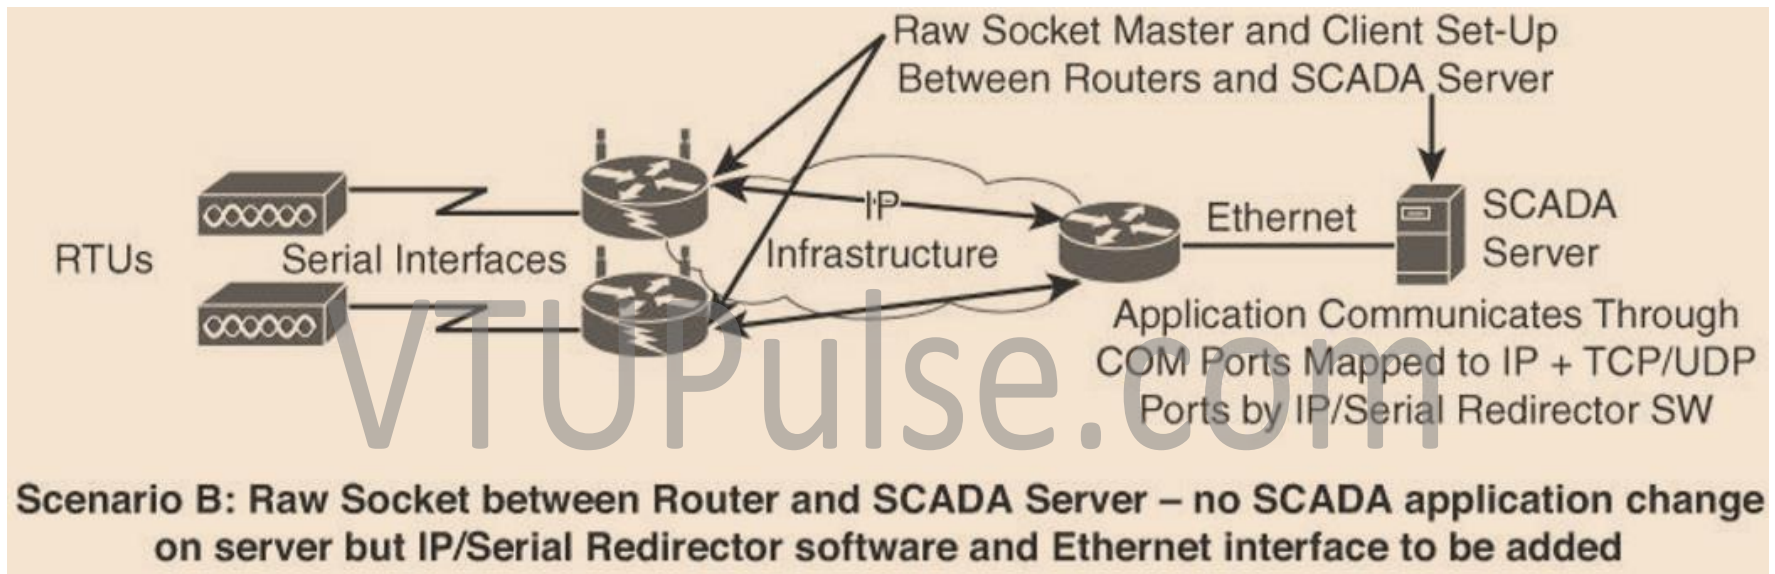 Raw Socket Master and Client Set-Up
Between Routers and SCADA Server
IP
Infrastructure
Ethernet
SCADA
Server
RTUs
Serial Interfaces
Application Communicates Through
COM Ports Mapped to IP + TCP/UDP
Ports by IP/Serial Redirector SW
VTUPulse.com
Scenario B: Raw Socket between Router and SCADA Server – no SCADA application change
on server but IP/Serial Redirector software and Ethernet interface to be added